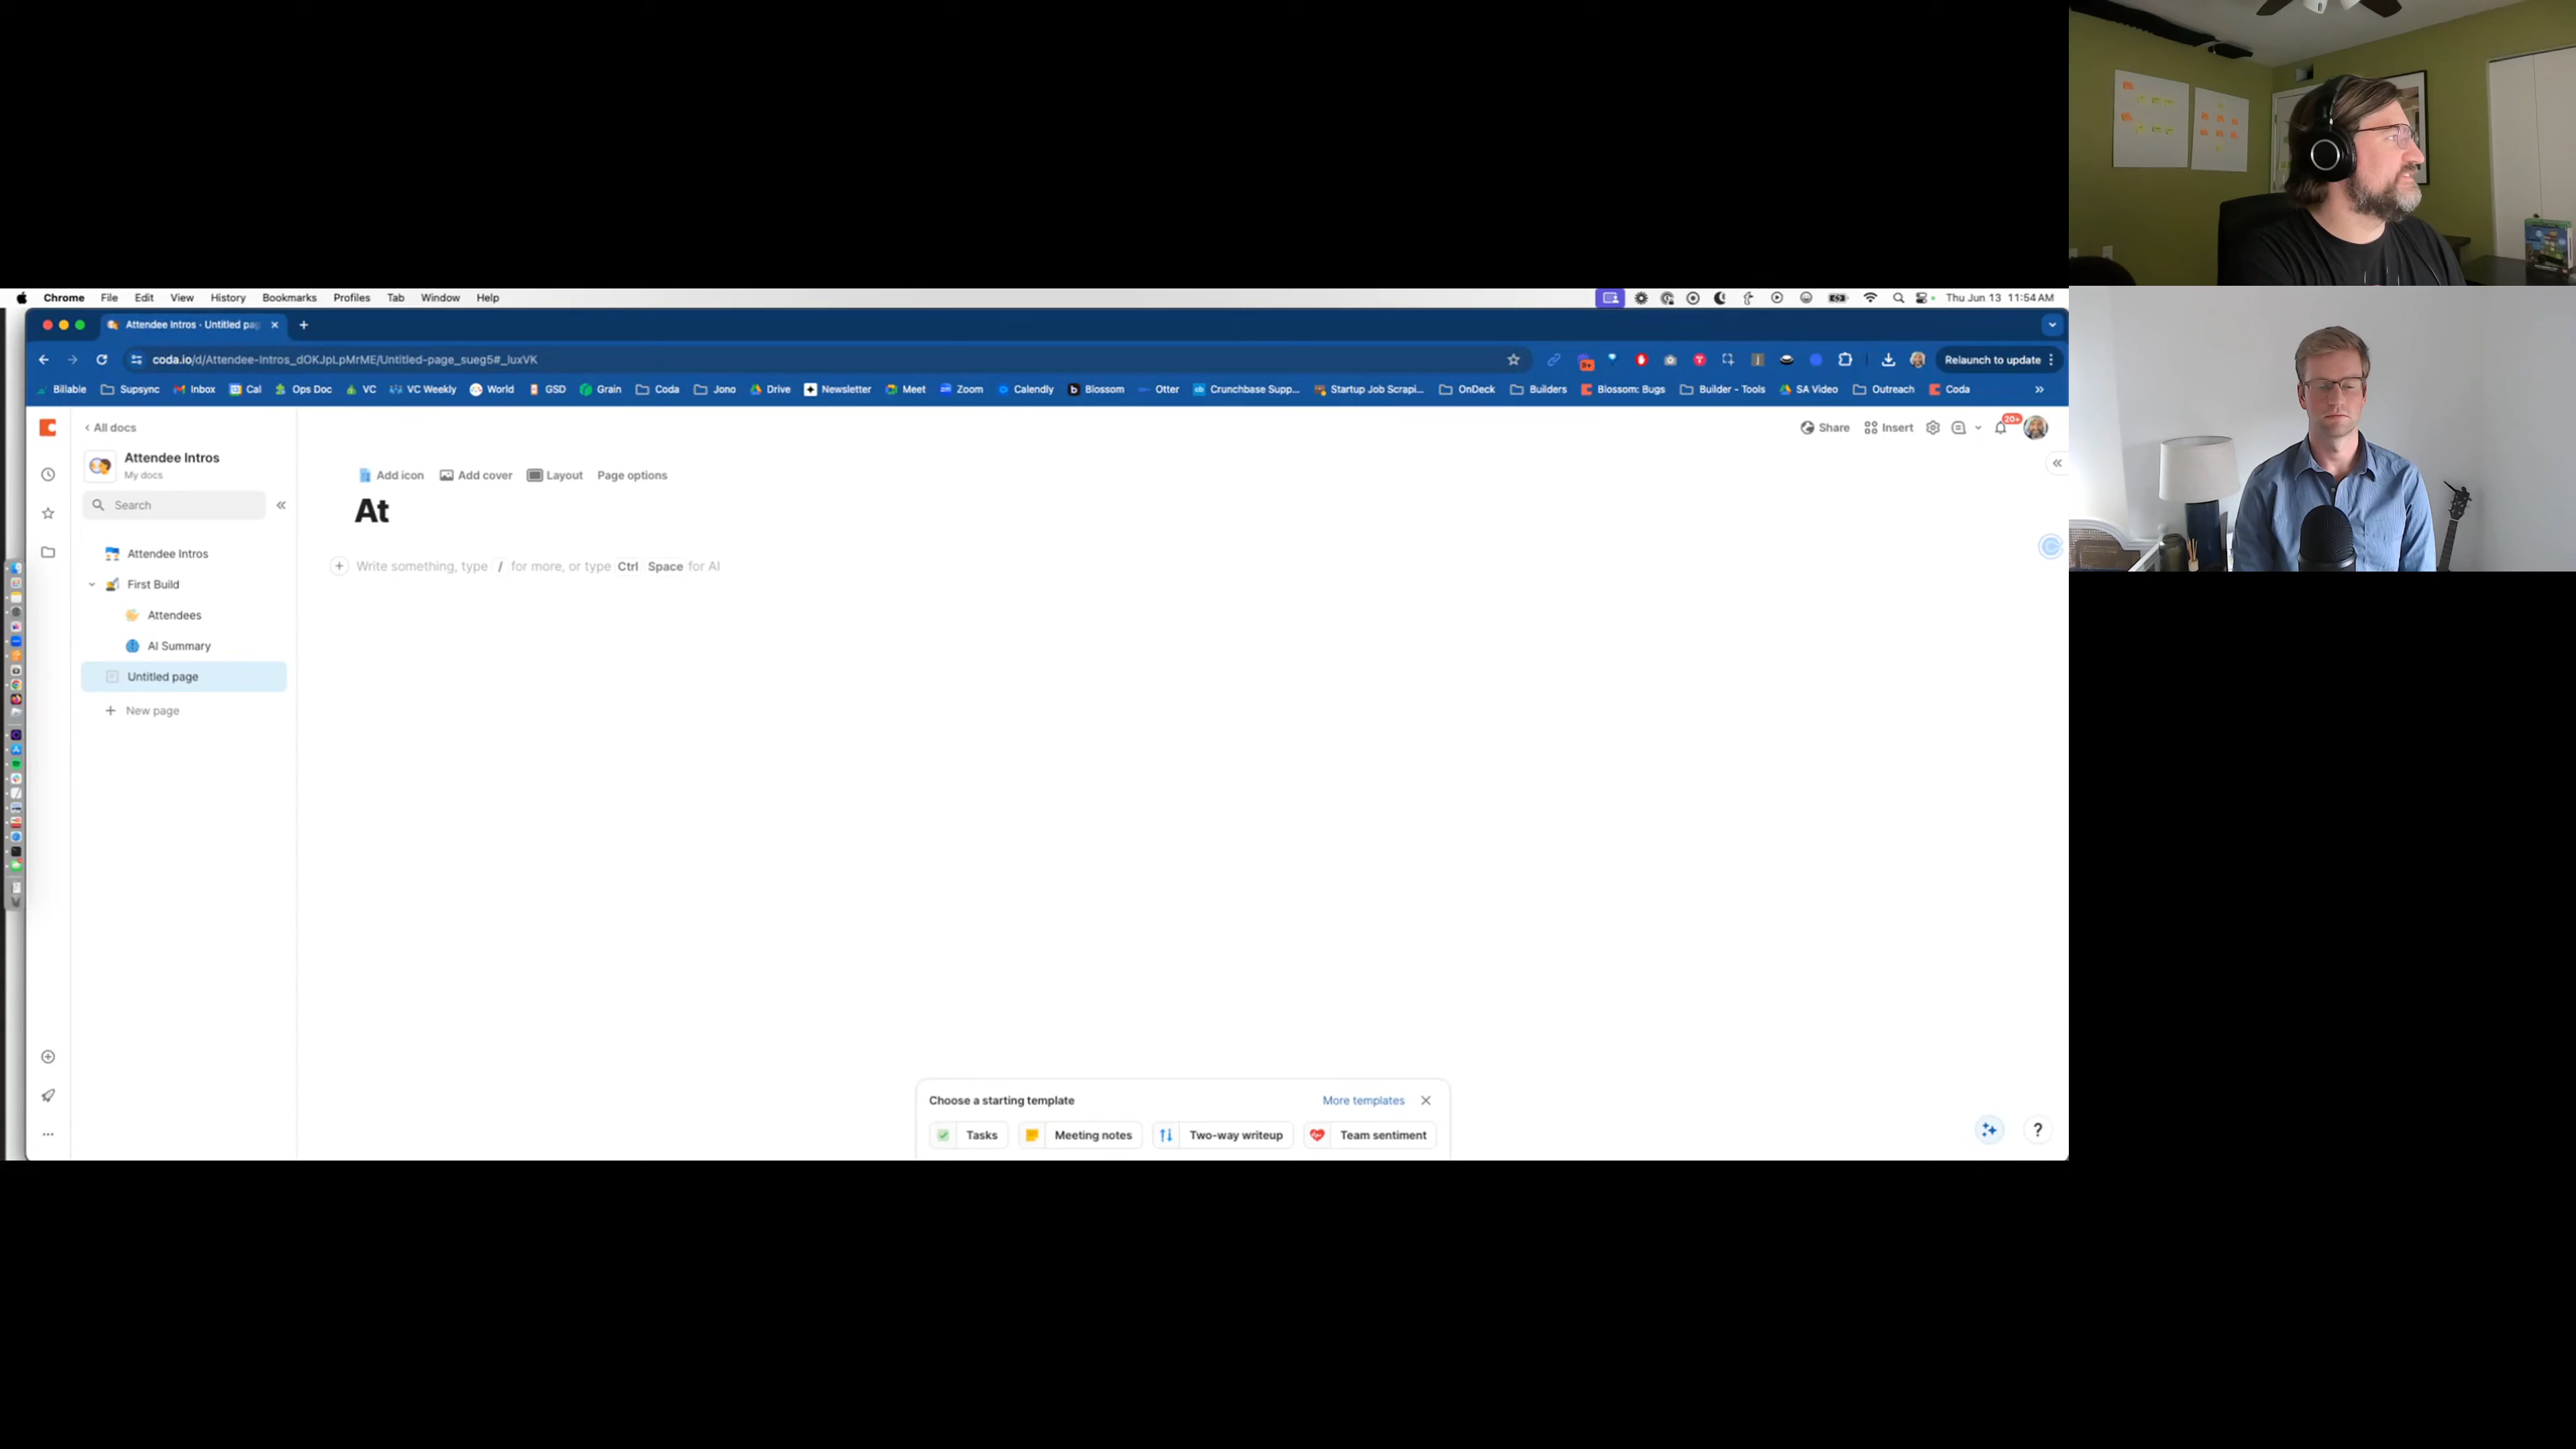 Chrome File Edit View History Bookmarks Profiles Tab Window Help Thu Jun 13 11:54 AM
Attendee Intros · Untitled pag
coda.io/d/Attendee-Intros_dOKJpLpMrME/Untitled-page_sueg5#_luxVK Relaunch to update
Billable Supsync Inbox Cal Ops Doc VC VC Weekly World GSD Grain Coda Jono Drive Newsletter Meet Zoom Calendly Blossom Otter Crunchbase Supp... Startup Job Scrapi... OnDeck Builders Blossom: Bugs Builder - Tools SA Video Outreach Coda »
All docs
Share Insert 20+
Attendee Intros
My docs
Search
Add icon Add cover Layout Page options
At
Write something, type / for more, or type Ctrl Space for AI
Attendee Intros
First Build
Attendees
AI Summary
Untitled page
New page
Choose a starting template More templates
Tasks Meeting notes Two-way writeup Team sentiment
?